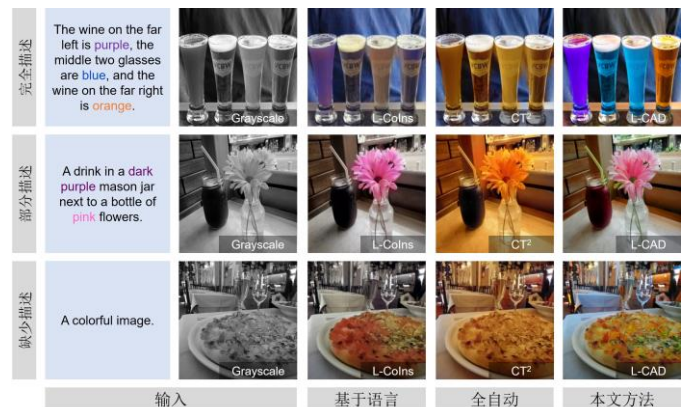 完全描述
The wine on the far
left is purple, the
middle two glasses
are blue, and the
wine on the far right
is orange.
Grayscale
L-CoIns
CT²
L-CAD
部分描述
A drink in a dark
purple mason jar
next to a bottle of
pink flowers.
Grayscale
L-CoIns
CT²
L-CAD
缺少描述
A colorful image.
Grayscale
L-CoIns
CT²
L-CAD
输入
基于语言
全自动
本文方法